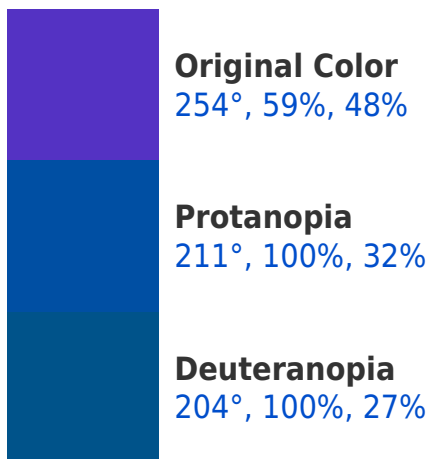 Original Color
254°, 59%, 48%
Protanopia
211°, 100%, 32%
Deuteranopia
204°, 100%, 27%